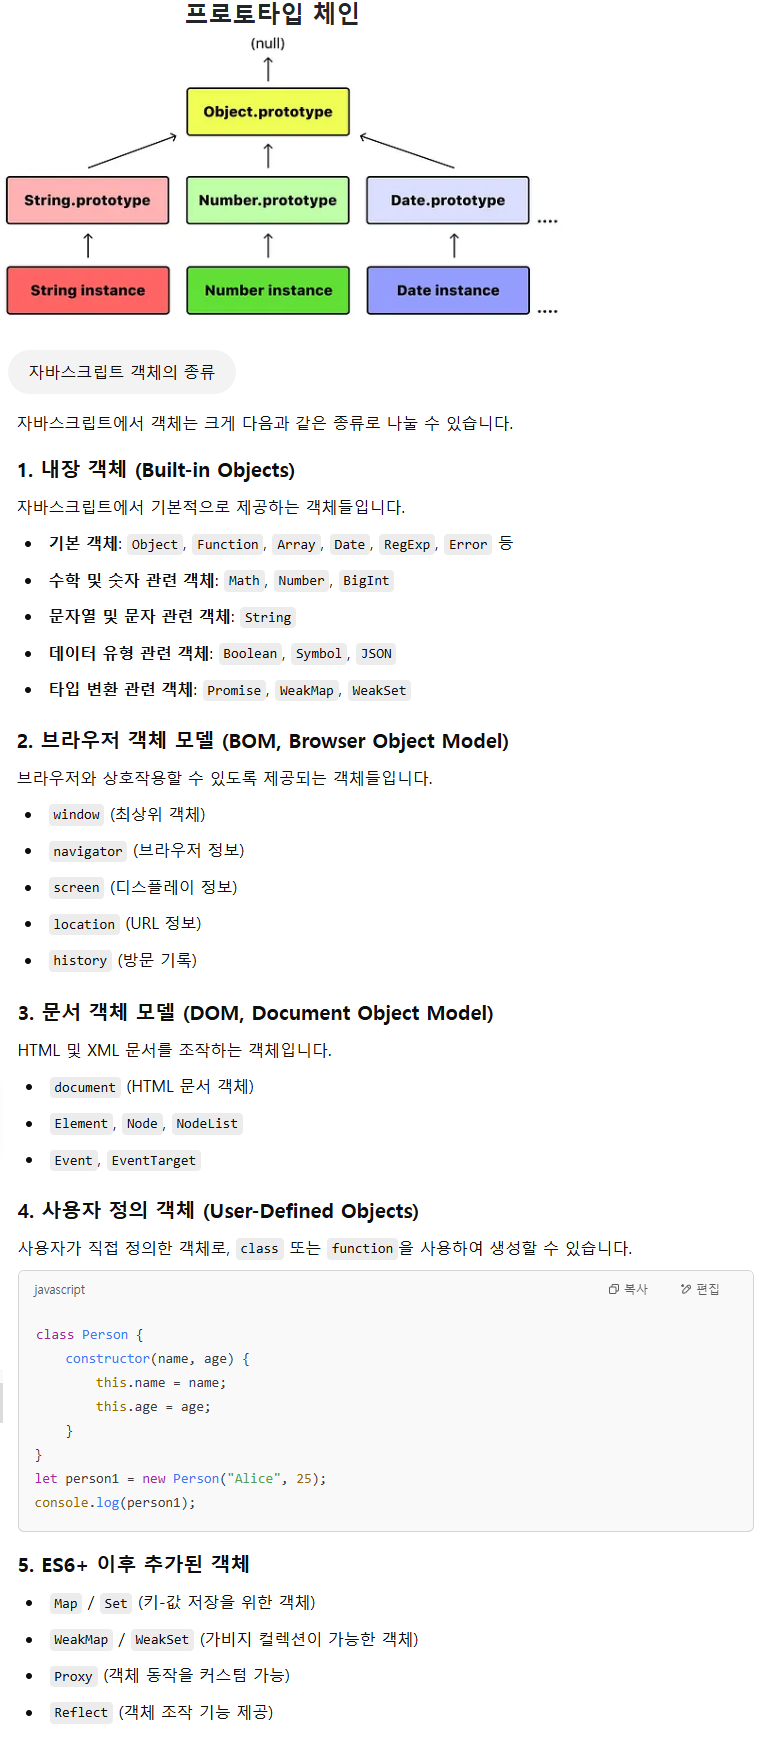 프로토타입 체인
(null)
Object.prototype
String.prototype
Number.prototype
Date.prototype
....
String instance
Number instance
Date instance
....
자바스크립트 객체의 종류
자바스크립트에서 객체는 크게 다음과 같은 종류로 나눌 수 있습니다.
1. 내장 객체 (Built-in Objects)
자바스크립트에서 기본적으로 제공하는 객체들입니다.
• 기본 객체: Object, Function, Array, Date, RegExp, Error 등
• 수학 및 숫자 관련 객체: Math, Number, BigInt
• 문자열 및 문자 관련 객체: String
• 데이터 유형 관련 객체: Boolean, Symbol, JSON
• 타입 변환 관련 객체: Promise, WeakMap, WeakSet
2. 브라우저 객체 모델 (BOM, Browser Object Model)
브라우저와 상호작용할 수 있도록 제공되는 객체들입니다.
• window (최상위 객체)
• navigator (브라우저 정보)
• screen (디스플레이 정보)
• location (URL 정보)
• history (방문 기록)
3. 문서 객체 모델 (DOM, Document Object Model)
HTML 및 XML 문서를 조작하는 객체입니다.
• document (HTML 문서 객체)
• Element, Node, NodeList
• Event, EventTarget
4. 사용자 정의 객체 (User-Defined Objects)
사용자가 직접 정의한 객체로, class 또는 function을 사용하여 생성할 수 있습니다.
javascript
복사
편집
class Person {
    constructor(name, age) {
        this.name = name;
        this.age = age;
    }
}
let person1 = new Person("Alice", 25);
console.log(person1);
5. ES6+ 이후 추가된 객체
• Map / Set (키-값 저장을 위한 객체)
• WeakMap / WeakSet (가비지 컬렉션이 가능한 객체)
• Proxy (객체 동작을 커스텀 가능)
• Reflect (객체 조작 기능 제공)